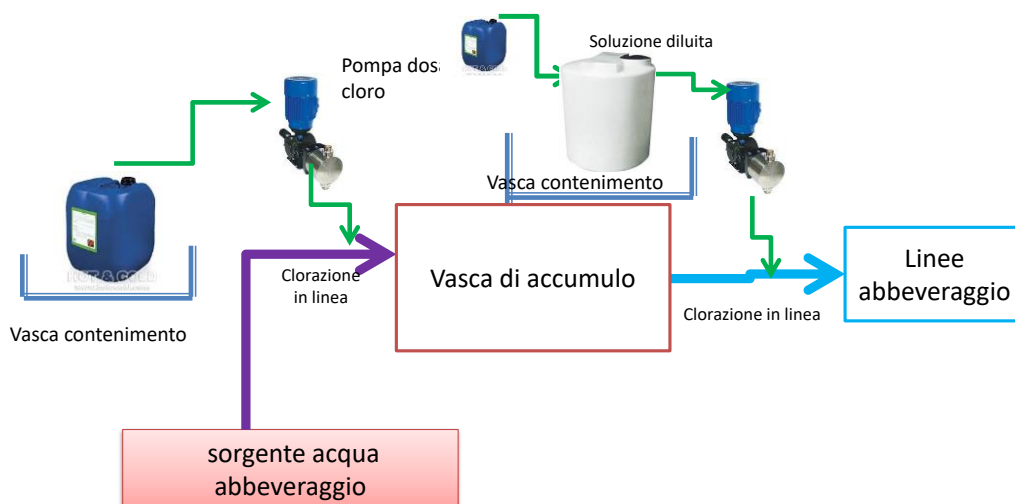 Pompa dos
cloro
Soluzione diluita
Vasca contenimento
Clorazione
in linea
Vasca di accumulo
Linee
abbeveraggio
Clorazione in linea
Vasca contenimento
sorgente acqua
abbeveraggio